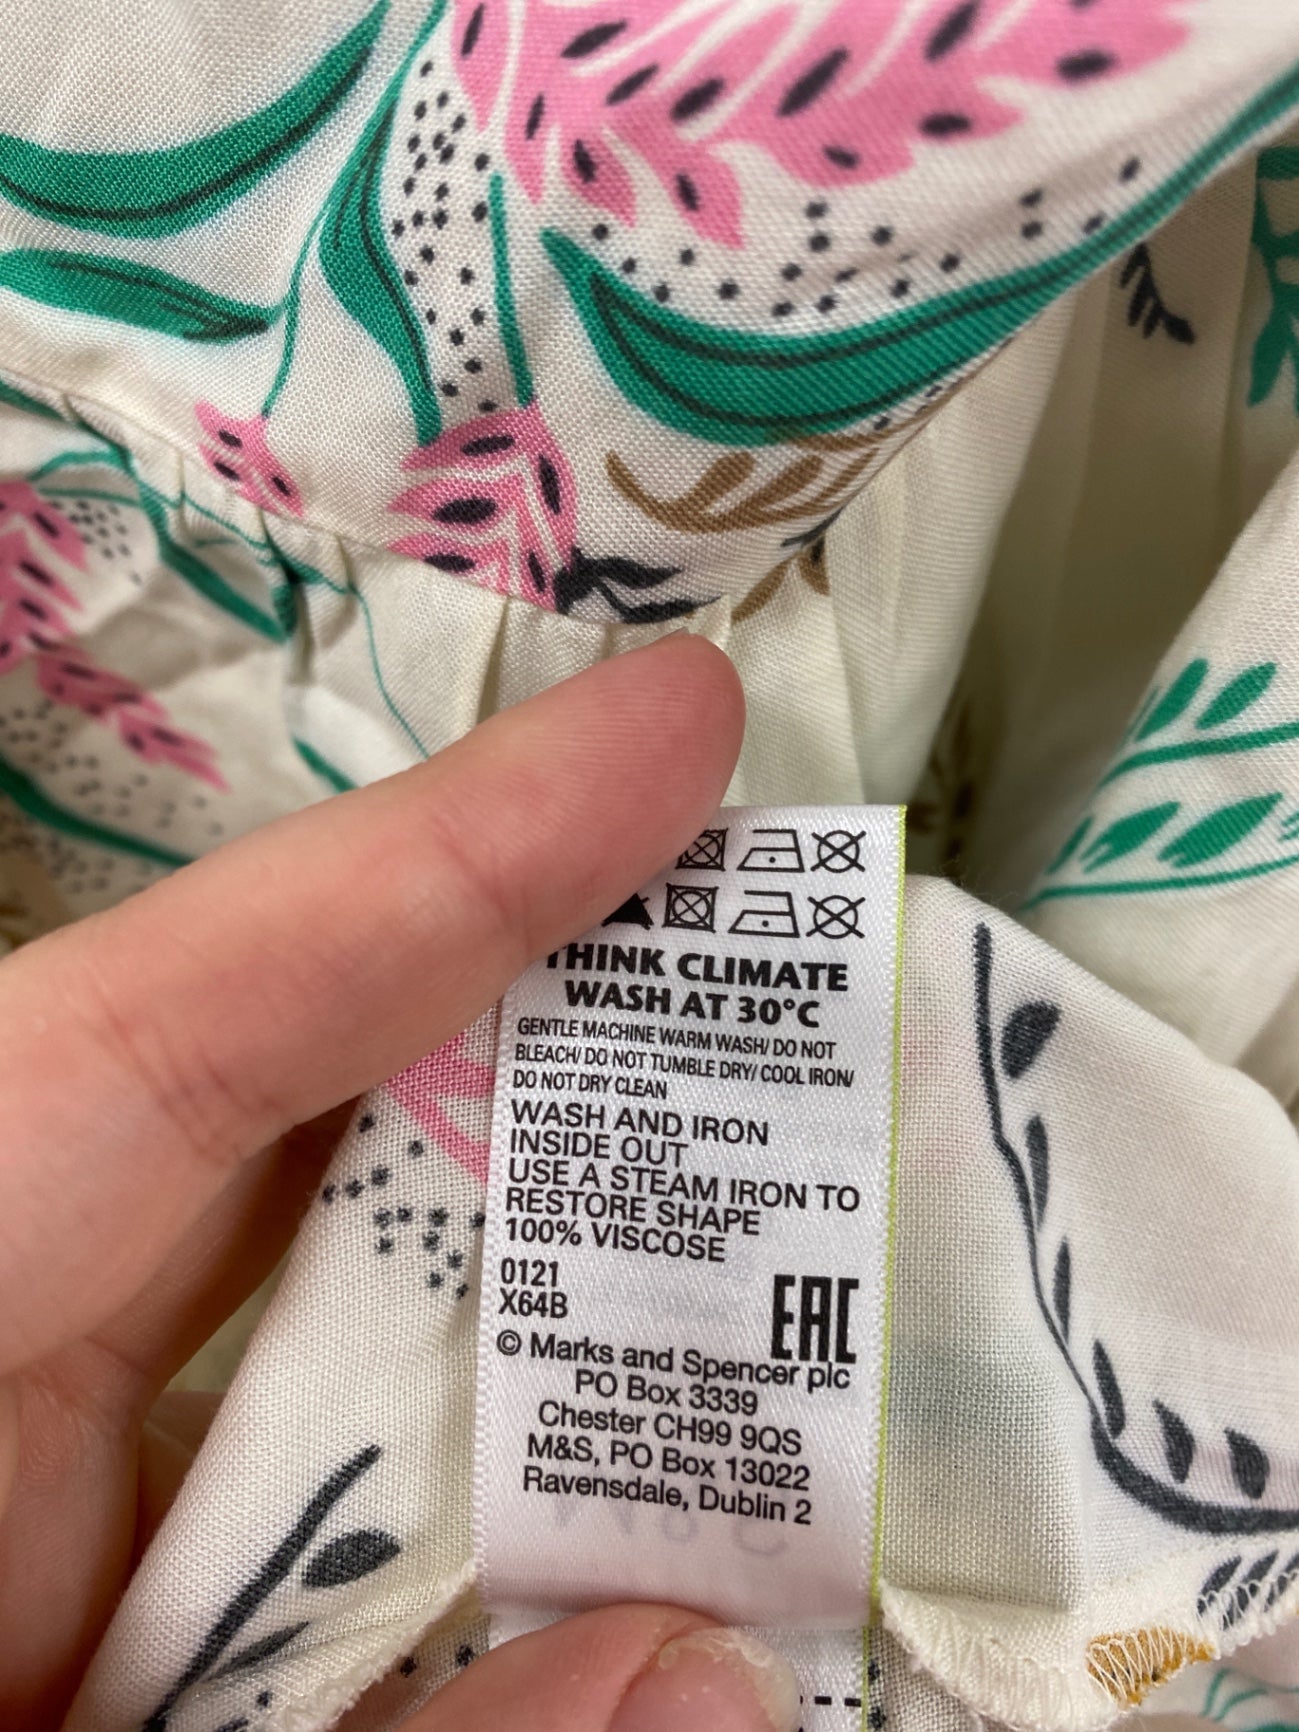 THINK CLIMATE
WASH AT 30°C
GENTLE MACHINE WARM WASH/ DO NOT
BLEACH/ DO NOT TUMBLE DRY/ COOL IRON/
DO NOT DRY CLEAN
WASH AND IRON
INSIDE OUT
USE A STEAM IRON TO
RESTORE SHAPE
100% VISCOSE
0121
X64B
EAC
© Marks and Spencer plc
PO Box 3339
Chester CH99 9QS
M&S, PO Box 13022
Ravensdale, Dublin 2